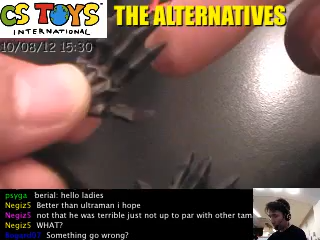 CS TOYS
INTERNATIONAL
THE ALTERNATIVES
10/08/12 15:30
psyga berial: hello ladies
NegizS Better than ultraman i hope
NegizS not that he was terrible just not up to par with other tam
NegizS WHAT?
Something go wrong?